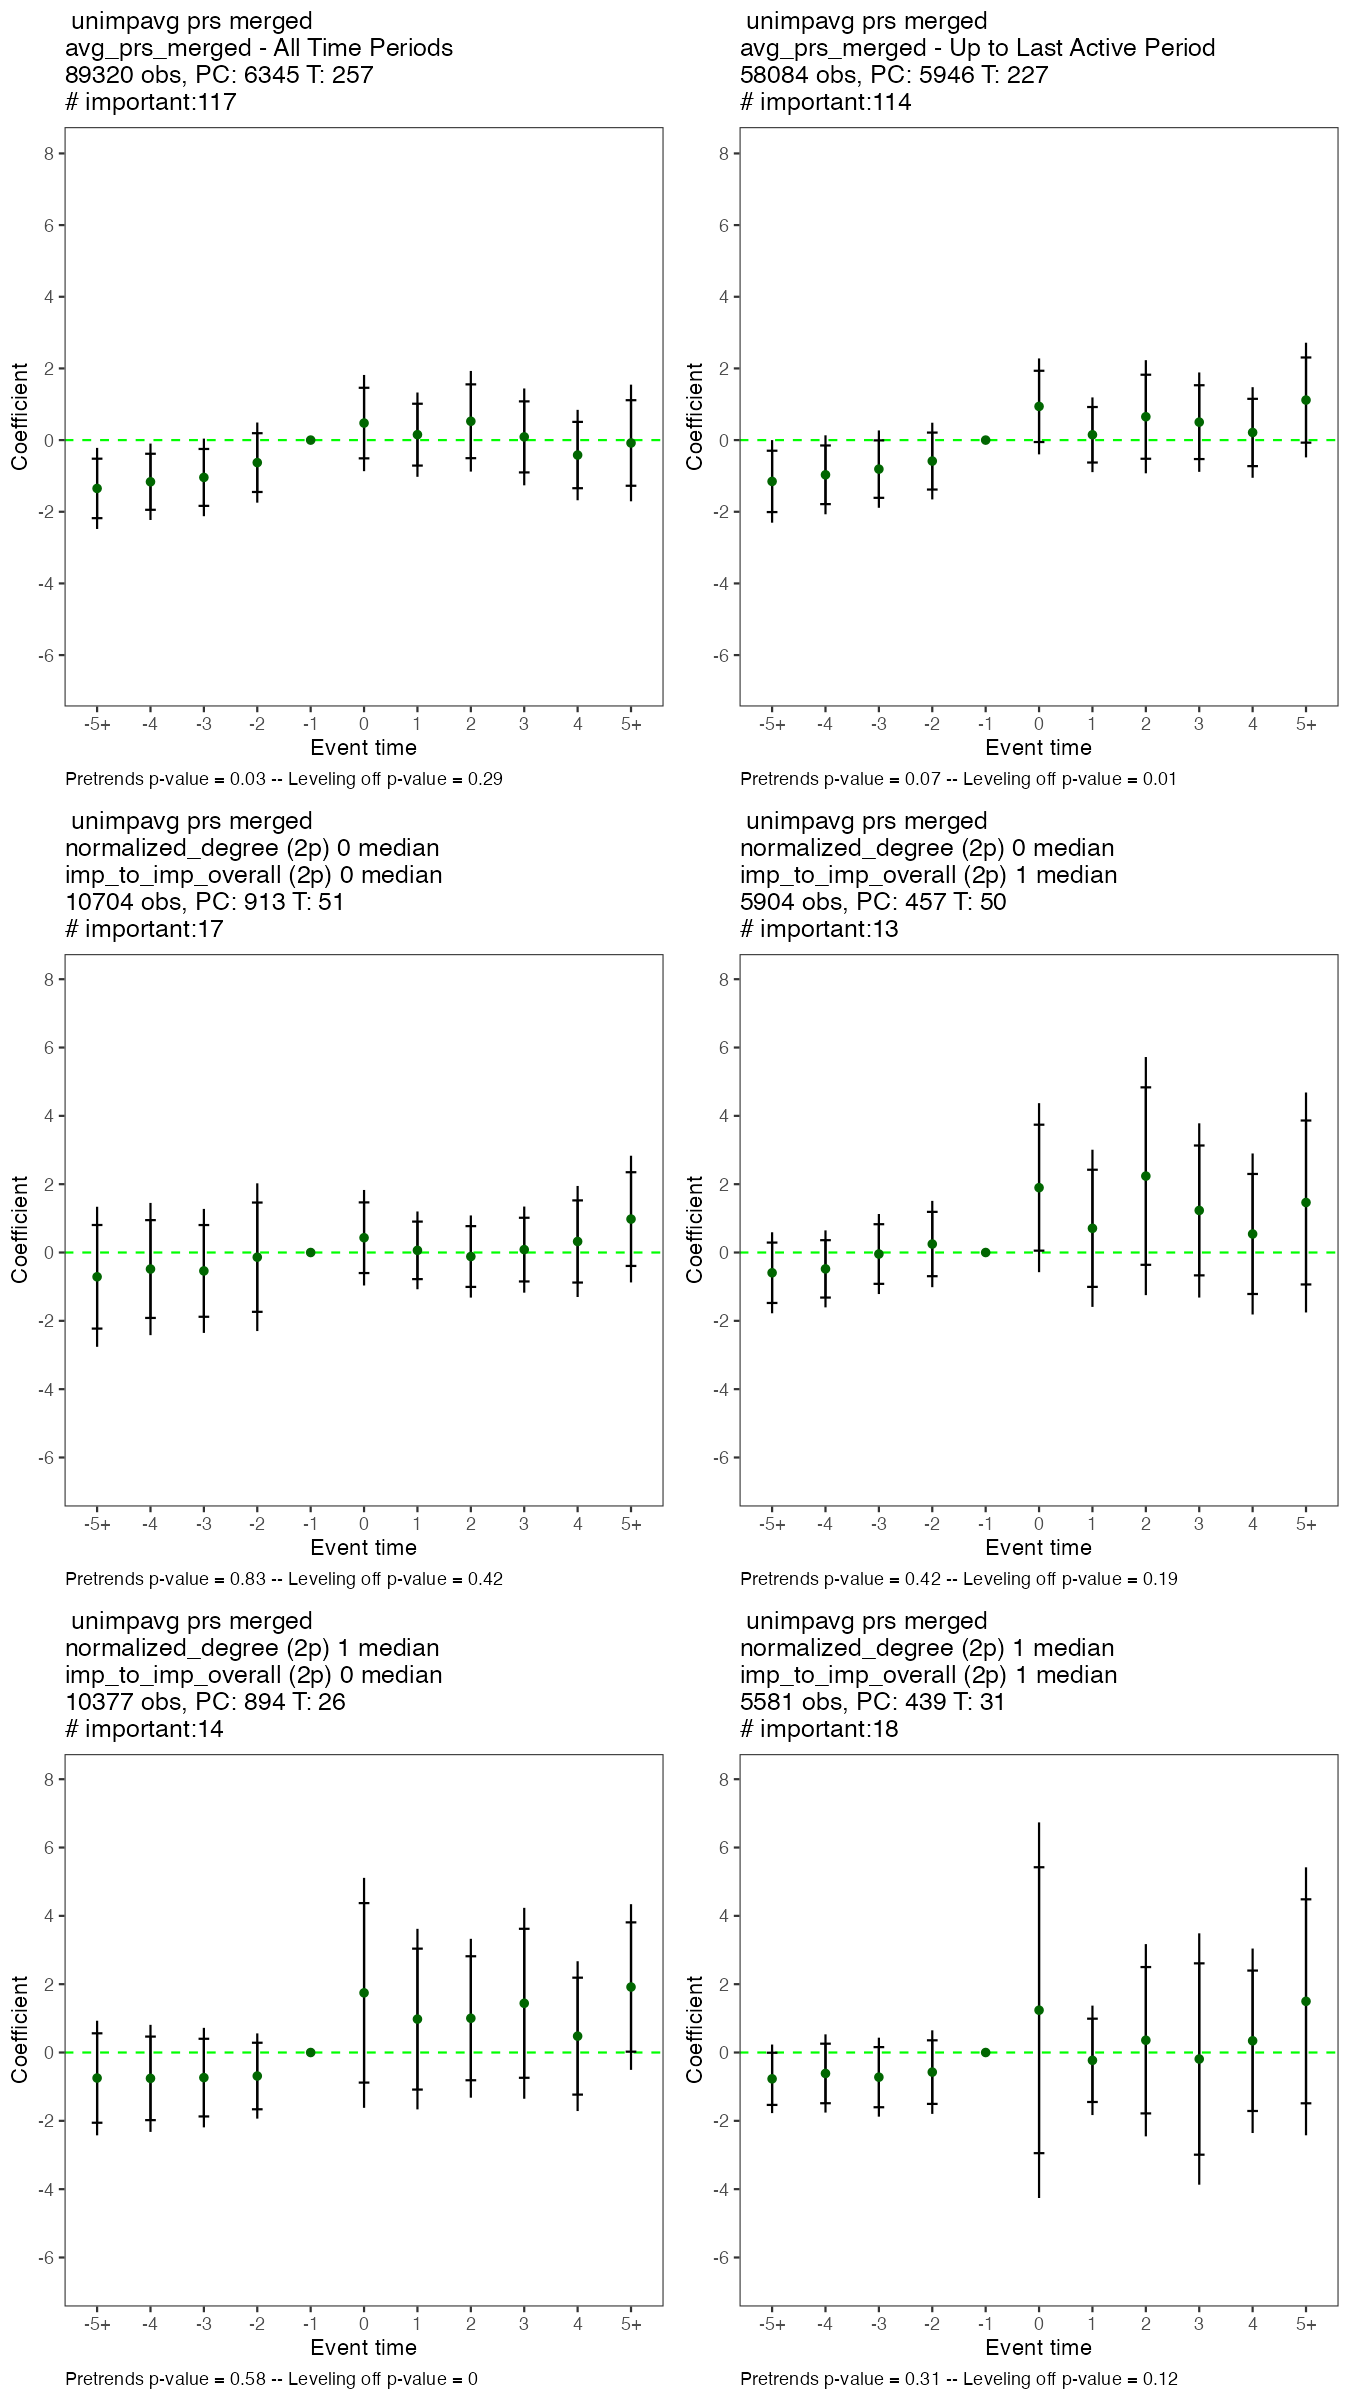 unimpavg prs merged
avg_prs_merged - All Time Periods
89320 obs, PC: 6345 T: 257
# important:117
8
6
4
2
0
-2
-4
-6
Coefficient
-5+ -4 -3 -2 -1 0 1 2 3 4 5+
Event time
Pretrends p-value = 0.03 -- Leveling off p-value = 0.29
unimpavg prs merged
avg_prs_merged - Up to Last Active Period
58084 obs, PC: 5946 T: 227
# important:114
8
6
4
2
0
-2
-4
-6
Coefficient
-5+ -4 -3 -2 -1 0 1 2 3 4 5+
Event time
Pretrends p-value = 0.07 -- Leveling off p-value = 0.01
unimpavg prs merged
normalized_degree (2p) 0 median
imp_to_imp_overall (2p) 0 median
10704 obs, PC: 913 T: 51
# important:17
8
6
4
2
0
-2
-4
-6
Coefficient
-5+ -4 -3 -2 -1 0 1 2 3 4 5+
Event time
Pretrends p-value = 0.83 -- Leveling off p-value = 0.42
unimpavg prs merged
normalized_degree (2p) 0 median
imp_to_imp_overall (2p) 1 median
5904 obs, PC: 457 T: 50
# important:13
8
6
4
2
0
-2
-4
-6
Coefficient
-5+ -4 -3 -2 -1 0 1 2 3 4 5+
Event time
Pretrends p-value = 0.42 -- Leveling off p-value = 0.19
unimpavg prs merged
normalized_degree (2p) 1 median
imp_to_imp_overall (2p) 0 median
10377 obs, PC: 894 T: 26
# important:14
8
6
4
2
0
-2
-4
-6
Coefficient
-5+ -4 -3 -2 -1 0 1 2 3 4 5+
Event time
Pretrends p-value = 0.58 -- Leveling off p-value = 0
unimpavg prs merged
normalized_degree (2p) 1 median
imp_to_imp_overall (2p) 1 median
5581 obs, PC: 439 T: 31
# important:18
8
6
4
2
0
-2
-4
-6
Coefficient
-5+ -4 -3 -2 -1 0 1 2 3 4 5+
Event time
Pretrends p-value = 0.31 -- Leveling off p-value = 0.12